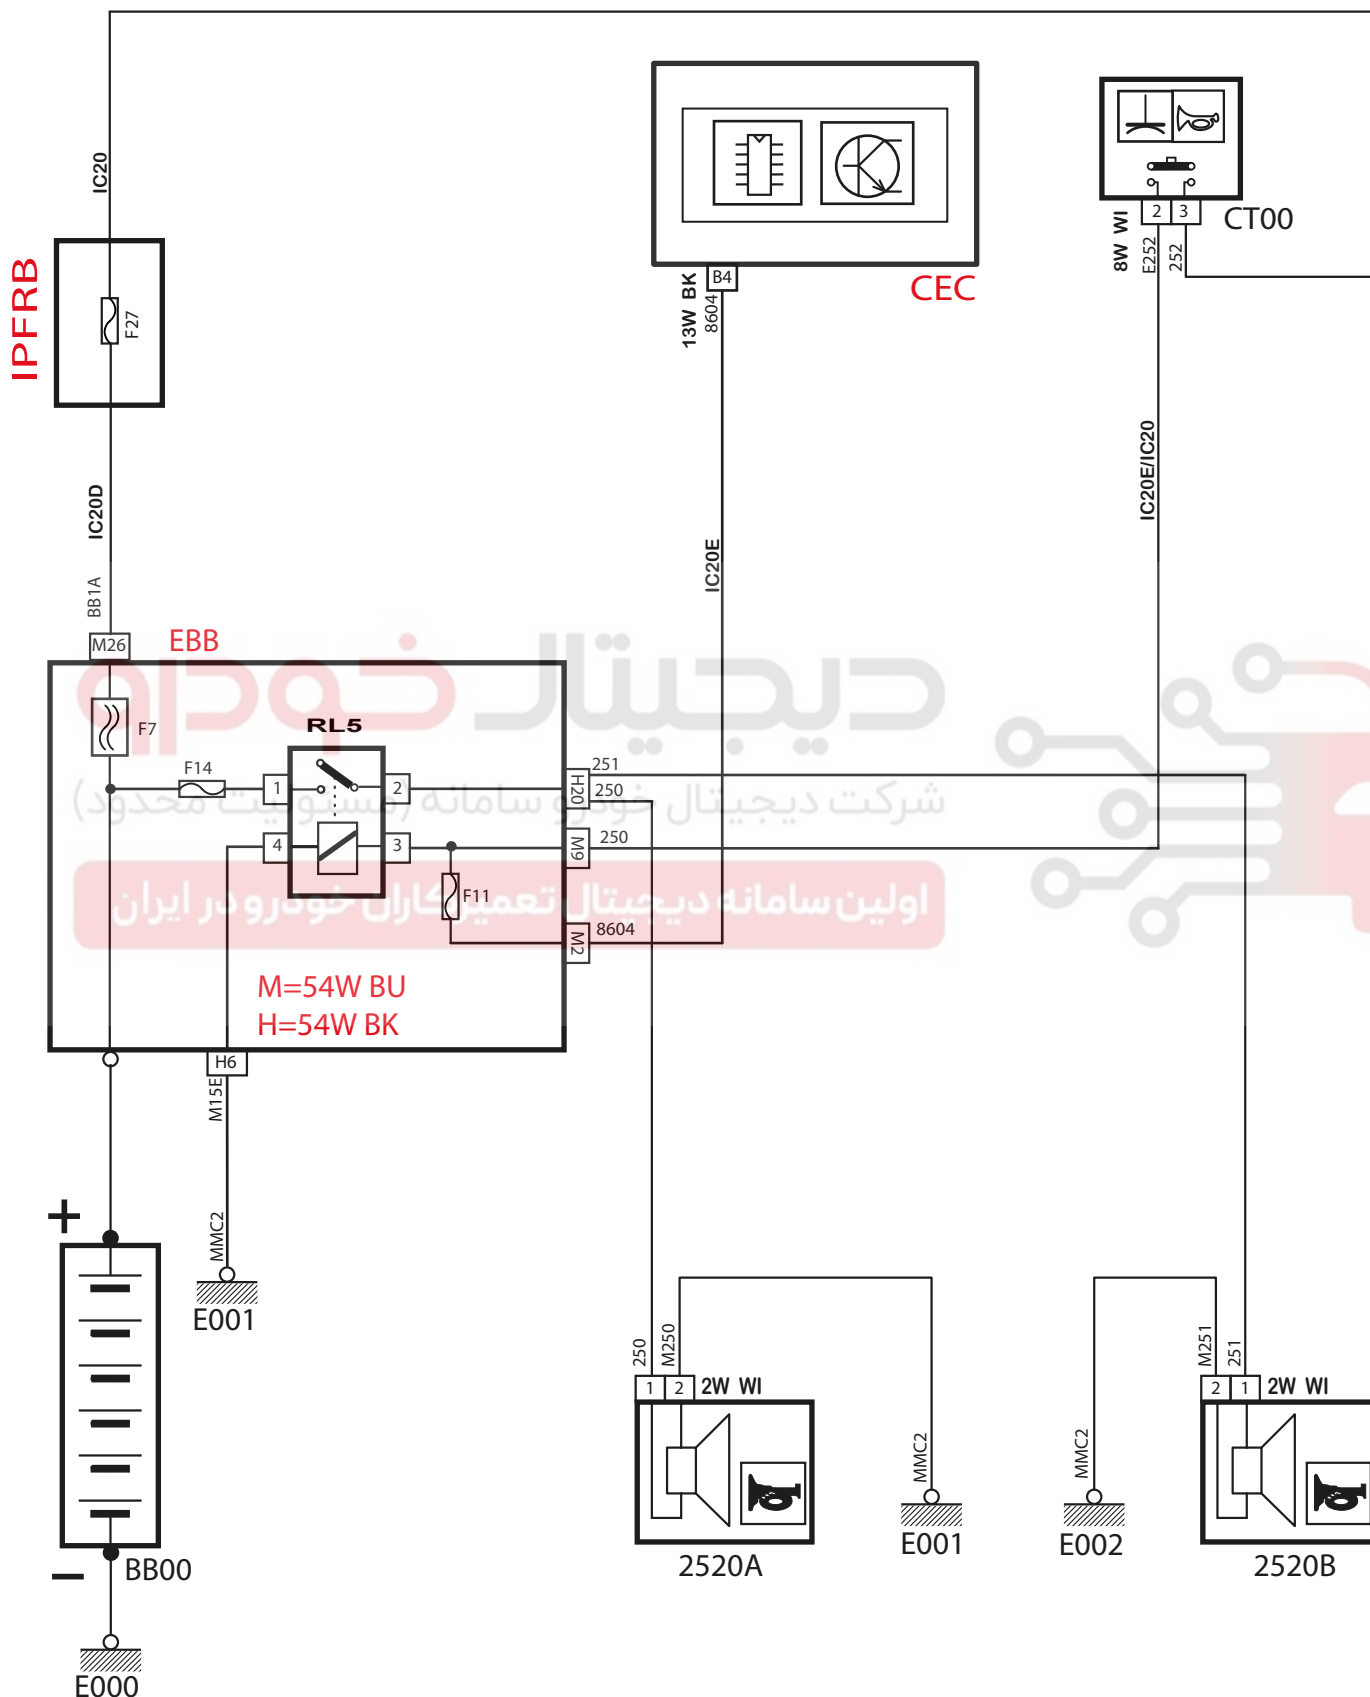 IC20
IPFRB
F27
IC20D
BB1A
M26
EBB
F7
F14
RL5
1
2
4
3
F11
H20
251
250
M9
250
M2
8604
M=54W BU
H=54W BK
H6
M15E
MMC2
E001
+
BB00
–
E000
CEC
B4
13W BK
8604
IC20E
CT00
2
3
8W WI
E252
252
IC20E/IC20
دیجیتال خودرو
شرکت دیجیتال خودرو سامانه (مسئولیت محدود)
اولین سامانه دیجیتال تعمیرکاران خودرو در ایران
250
M250
1
2
2W WI
2520A
MMC2
E001
MMC2
E002
M251
251
2
1
2W WI
2520B